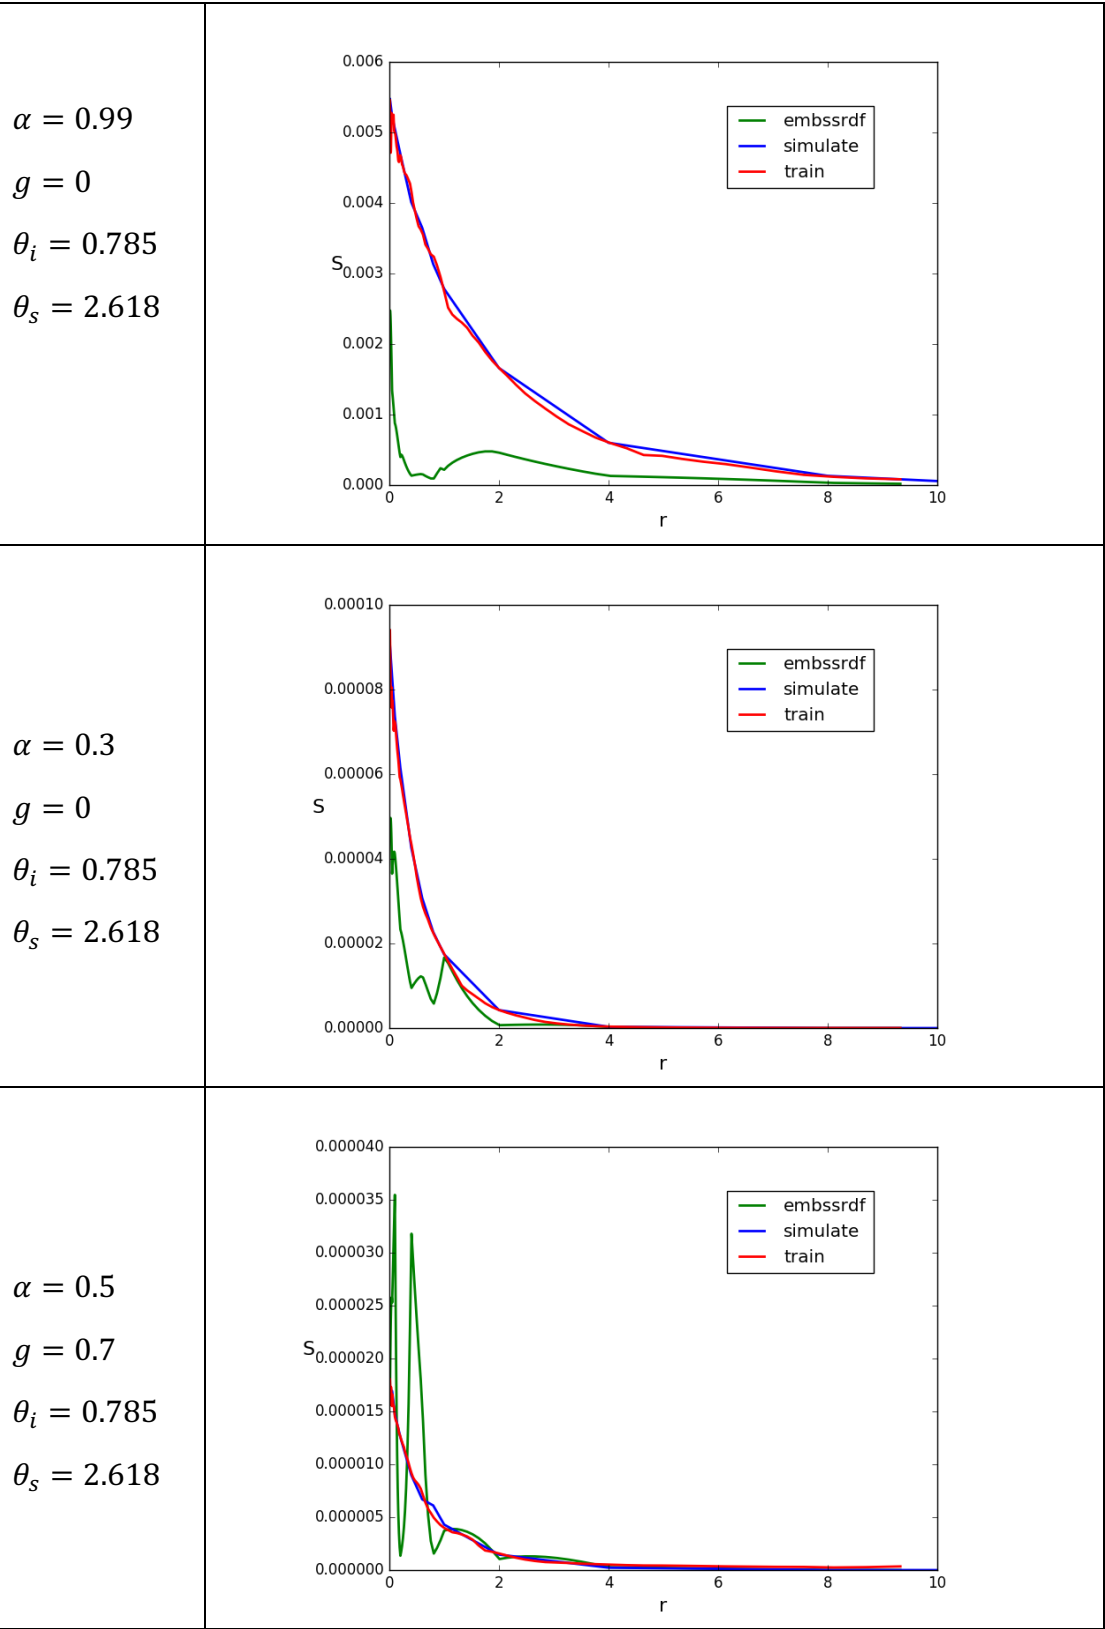 α = 0.99
g = 0
θᵢ = 0.785
θₛ = 2.618
0.006
0.005
0.004
0.003
0.002
0.001
0.000
S
0 2 4 6 8 10
r
embssrdf
simulate
train
α = 0.3
g = 0
θᵢ = 0.785
θₛ = 2.618
0.00010
0.00008
0.00006
0.00004
0.00002
0.00000
S
0 2 4 6 8 10
r
embssrdf
simulate
train
α = 0.5
g = 0.7
θᵢ = 0.785
θₛ = 2.618
0.000040
0.000035
0.000030
0.000025
0.000020
0.000015
0.000010
0.000005
0.000000
S
0 2 4 6 8 10
r
embssrdf
simulate
train